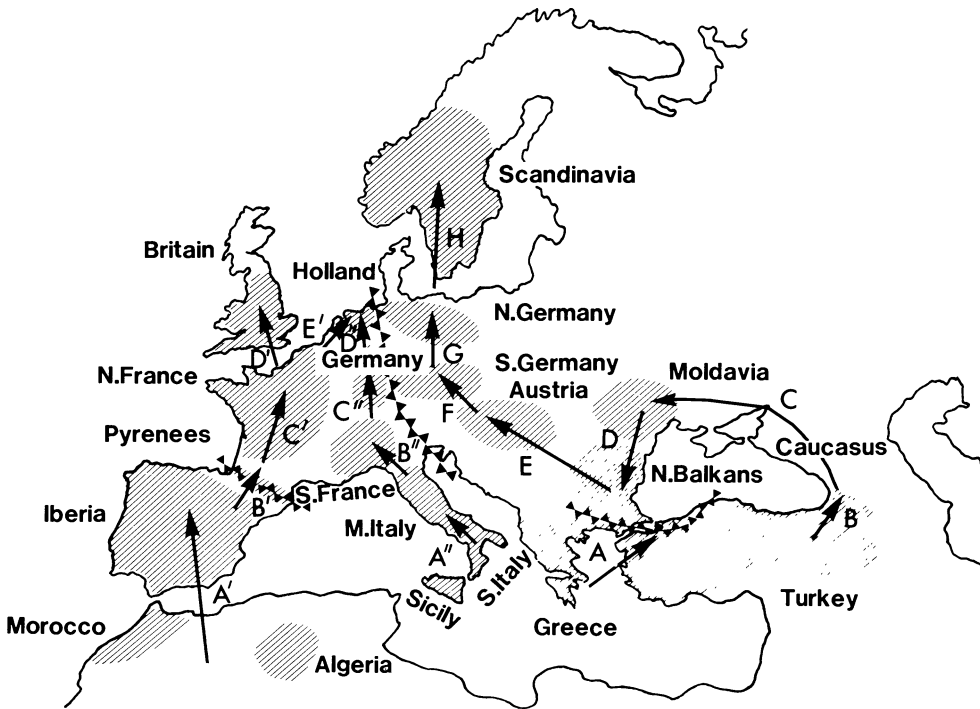 Scandinavia
H
Britain
Holland
N.Germany
E′
D″
D′
Germany
G
S.Germany
Austria
N.France
Moldavia
C
C″
F
D
Pyrenees
C′
B″
E
Caucasus
N.Balkans
Iberia
B′
S.France
M.Italy
B
A″
A
S.Italy
Sicily
A′
Turkey
Morocco
Greece
Algeria